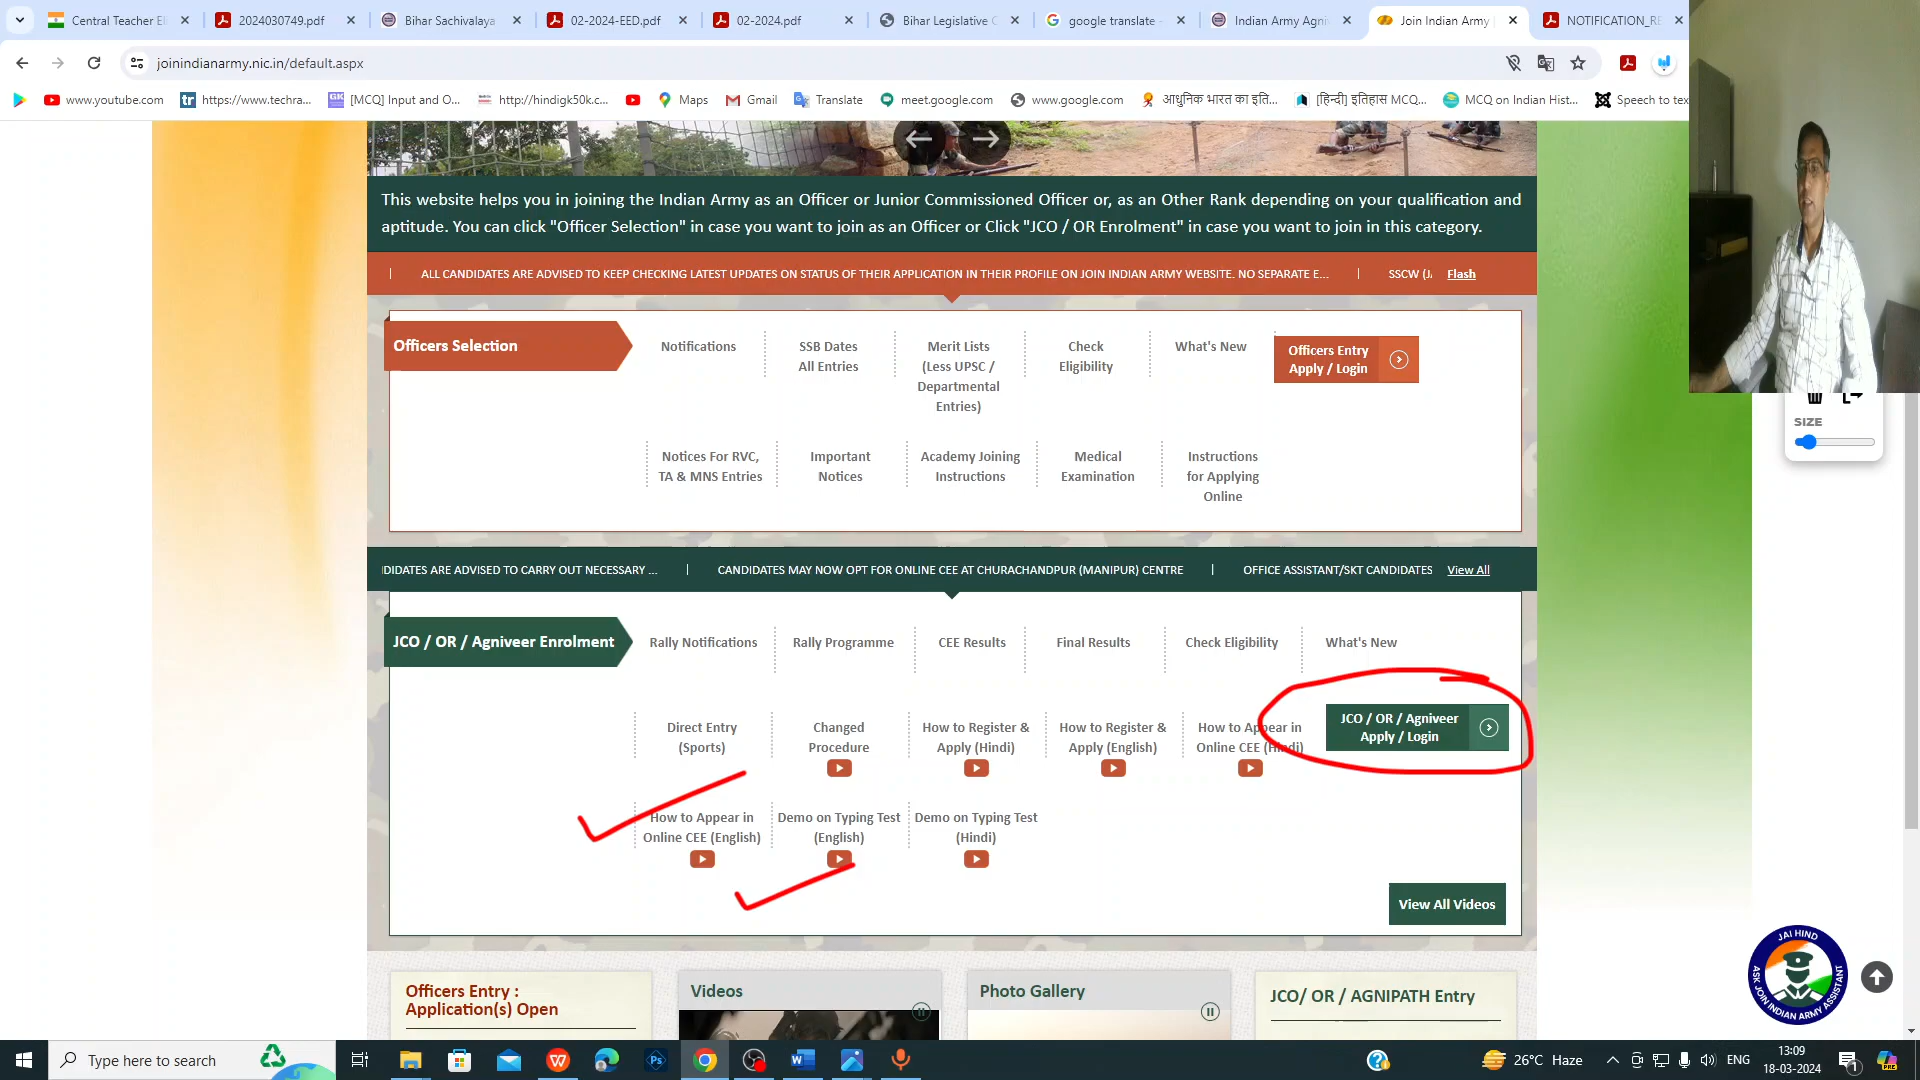 Central Teacher El
2024030749.pdf
Bihar Sachivalaya
02-2024-EED.pdf
02-2024.pdf
Bihar Legislative C
google translate -
Indian Army Agni
Join Indian Army
NOTIFICATION_RE
joinindianarmy.nic.in/default.aspx
www.youtube.com
tr
https://www.techra...
GK
[MCQ] Input and O...
http://hindigk50k.c...
Maps
Gmail
Translate
meet.google.com
www.google.com
आधुनिक भारत का इति...
[हिन्दी] इतिहास MCQ...
MCQ on Indian Hist...
Speech to tex
This website helps you in joining the Indian Army as an Officer or Junior Commissioned Officer or, as an Other Rank depending on your qualification and
aptitude. You can click "Officer Selection" in case you want to join as an Officer or Click "JCO / OR Enrolment" in case you want to join in this category.
ALL CANDIDATES ARE ADVISED TO KEEP CHECKING LATEST UPDATES ON STATUS OF THEIR APPLICATION IN THEIR PROFILE ON JOIN INDIAN ARMY WEBSITE. NO SEPARATE E...
SSCW (JA
Flash
Officers Selection
Notifications
SSB Dates
All Entries
Merit Lists
(Less UPSC /
Departmental
Entries)
Check
Eligibility
What's New
Officers Entry
Apply / Login
SIZE
Notices For RVC,
TA & MNS Entries
Important
Notices
Academy Joining
Instructions
Medical
Examination
Instructions
for Applying
Online
DIDATES ARE ADVISED TO CARRY OUT NECESSARY ...
CANDIDATES MAY NOW OPT FOR ONLINE CEE AT CHURACHANDPUR (MANIPUR) CENTRE
OFFICE ASSISTANT/SKT CANDIDATES
View All
JCO / OR / Agniveer Enrolment
Rally Notifications
Rally Programme
CEE Results
Final Results
Check Eligibility
What's New
Direct Entry
(Sports)
Changed
Procedure
How to Register &
Apply (Hindi)
How to Register &
Apply (English)
How to Appear in
Online CEE (Hindi)
JCO / OR / Agniveer
Apply / Login
How to Appear in
Online CEE (English)
Demo on Typing Test
(English)
Demo on Typing Test
(Hindi)
View All Videos
Officers Entry :
Application(s) Open
Videos
Photo Gallery
JCO/ OR / AGNIPATH Entry
JAI HIND
ASK JOIN INDIAN ARMY ASSISTANT
Type here to search
Ps
W
26°C Haze
ENG
13:09
18-03-2024
1
PRE